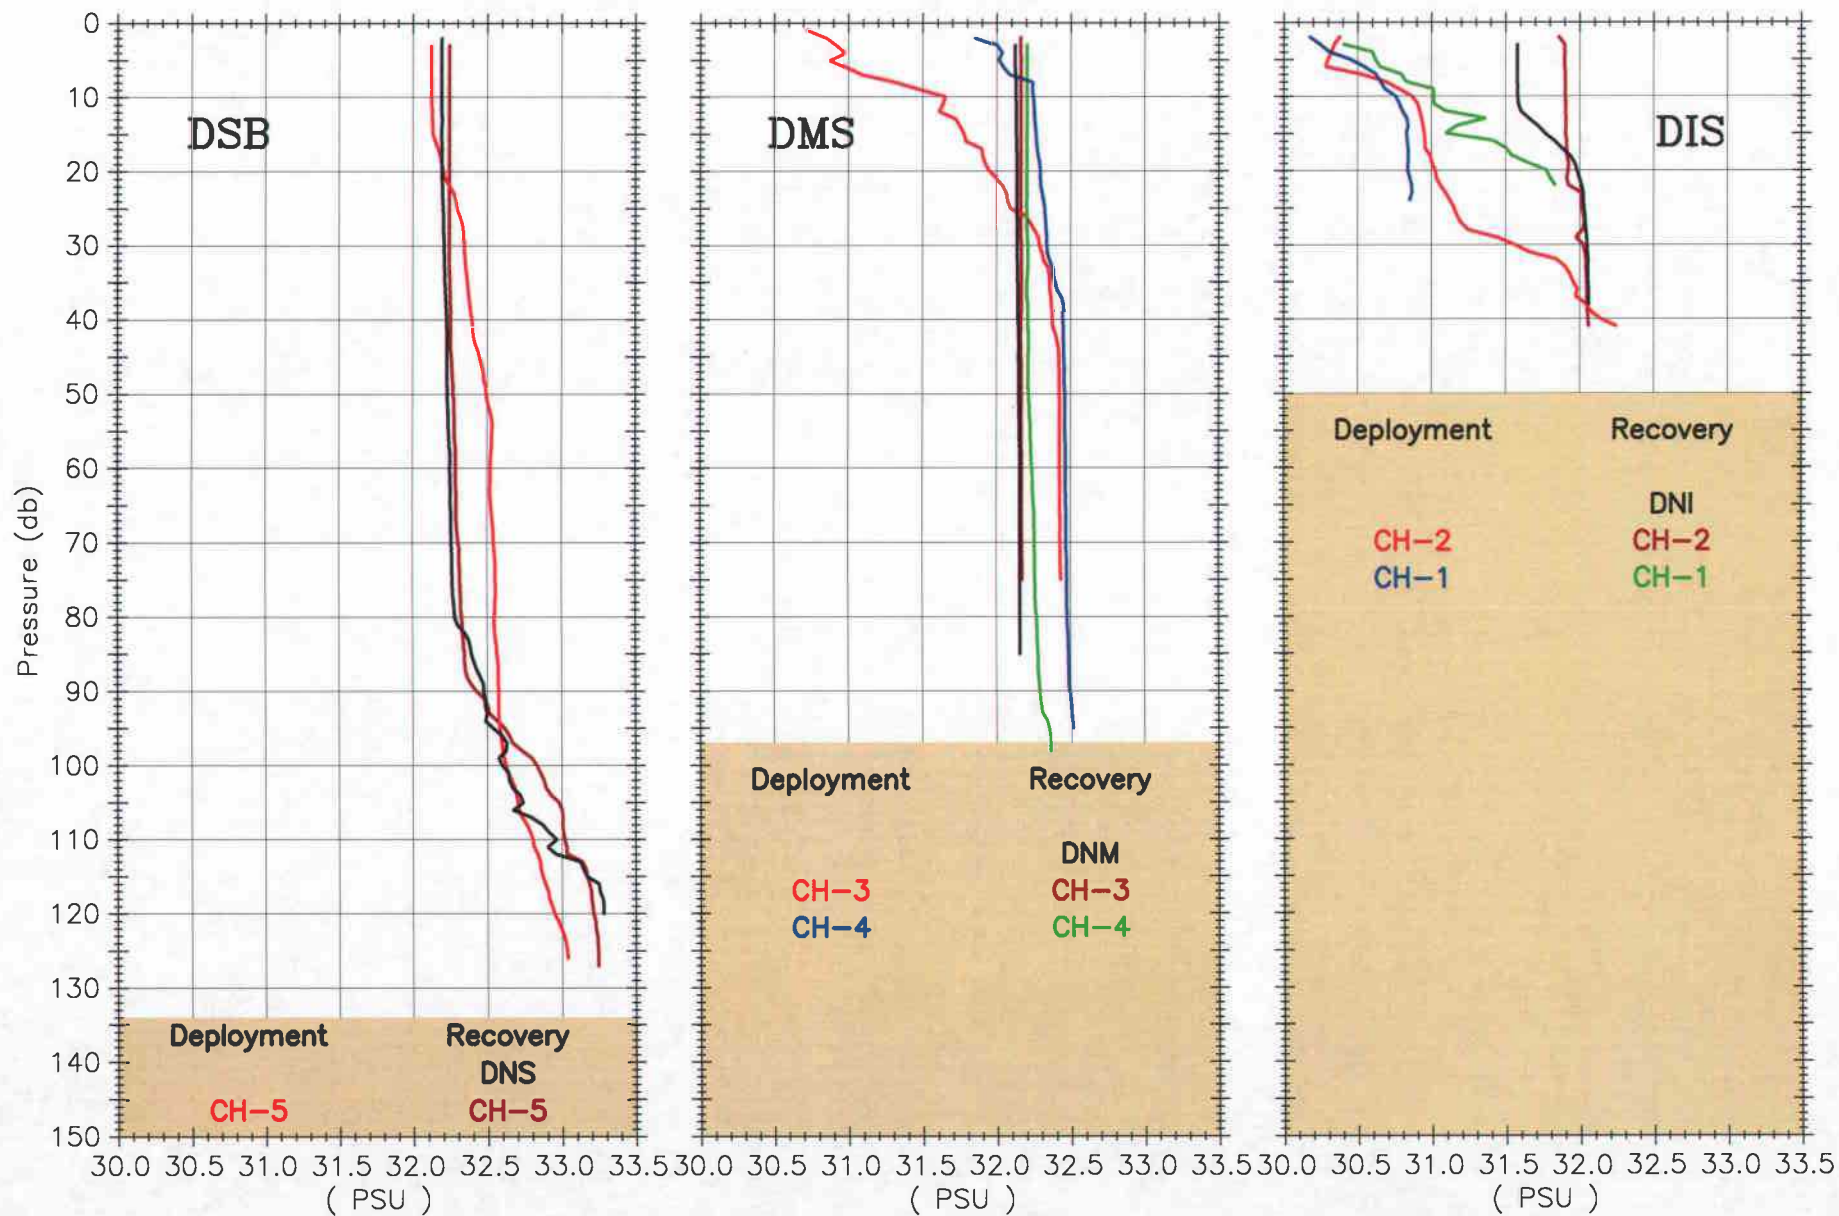 0
10
20
30
40
50
60
70
80
90
100
110
120
130
140
150
Pressure (db)
DSB
Deployment Recovery
DNS
CH-5 CH-5
30.0 30.5 31.0 31.5 32.0 32.5 33.0 33.5
( PSU )
DMS
Deployment Recovery
DNM
CH-3 CH-3
CH-4 CH-4
30.0 30.5 31.0 31.5 32.0 32.5 33.0 33.5
( PSU )
DIS
Deployment Recovery
DNI
CH-2 CH-2
CH-1 CH-1
30.0 30.5 31.0 31.5 32.0 32.5 33.0 33.5
( PSU )